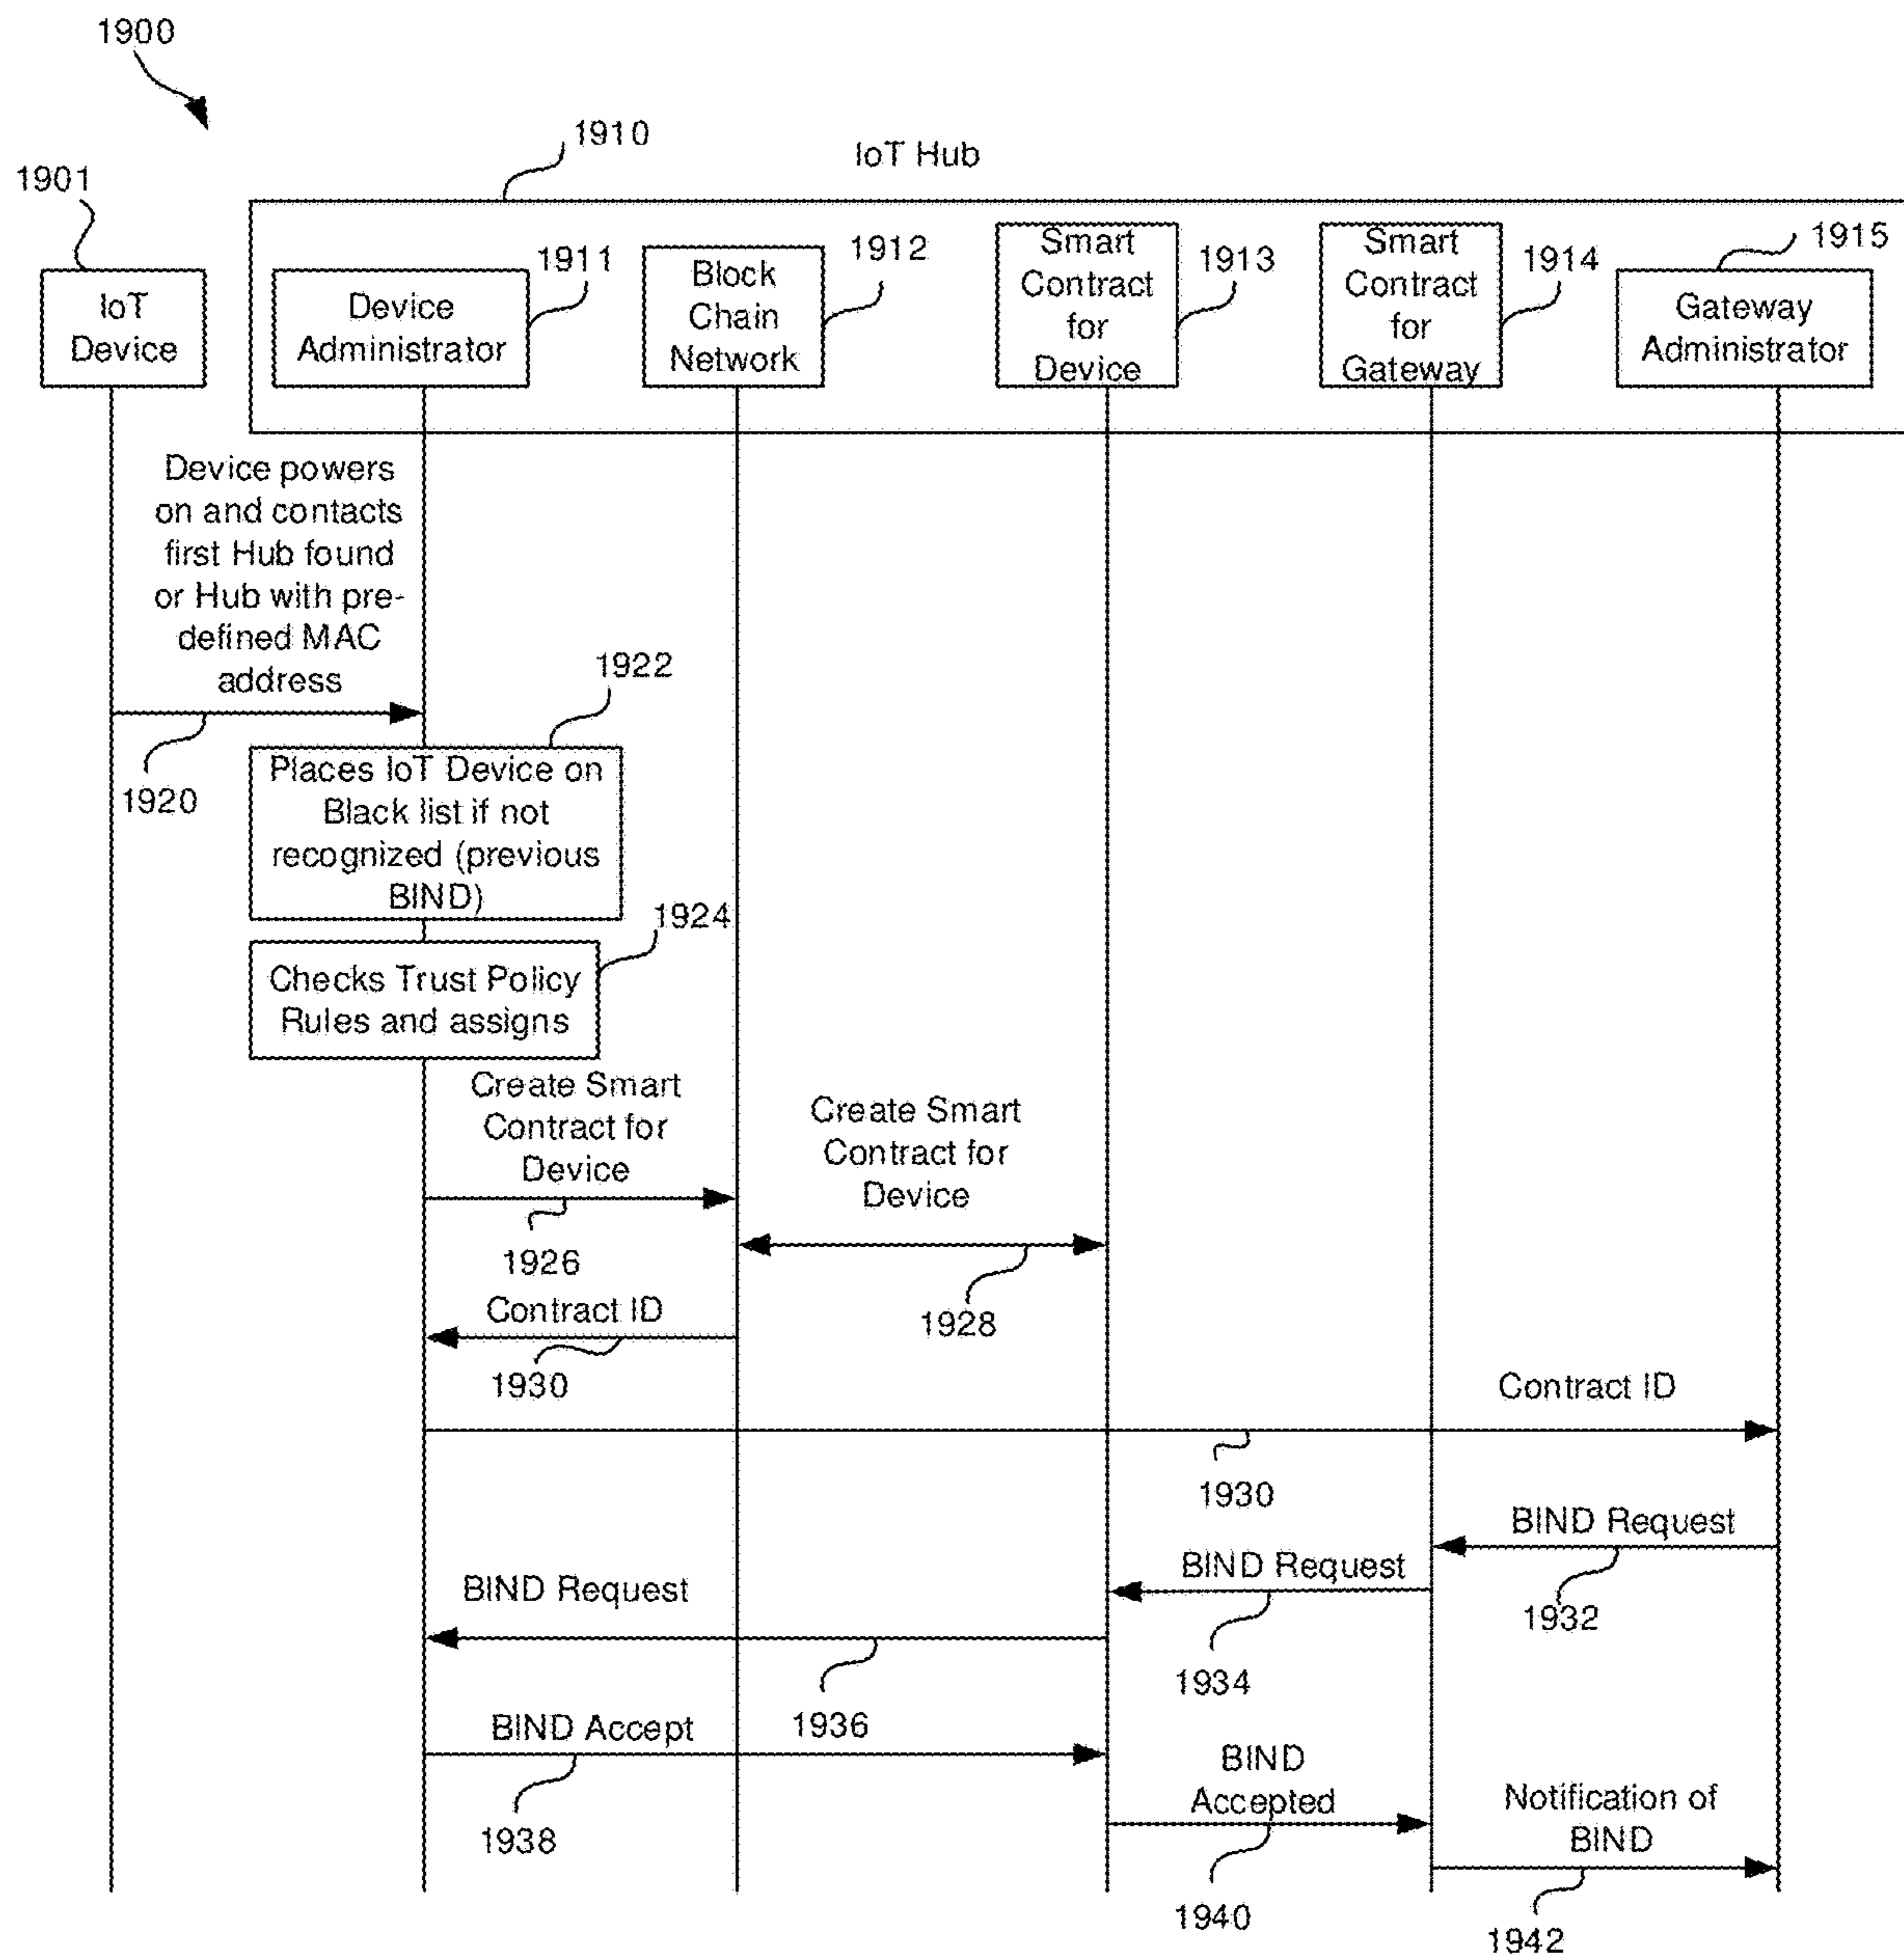 1900
1910
IoT Hub
1901
IoT
Device
Device
Administrator
1911
Block
Chain
Network
1912
Smart
Contract
for
Device
1913
Smart
Contract
for
Gateway
1914
Gateway
Administrator
1915
Device powers
on and contacts
first Hub found
or Hub with pre-
defined MAC
address
1920
1922
Places IoT Device on
Black list if not
recognized (previous
BIND)
1924
Checks Trust Policy
Rules and assigns
Create Smart
Contract for
Device
1926
Create Smart
Contract for
Device
1928
Contract ID
1930
Contract ID
1930
BIND Request
1932
BIND Request
1934
BIND Request
1936
BIND Accept
1938
BIND
Accepted
1940
Notification of
BIND
1942